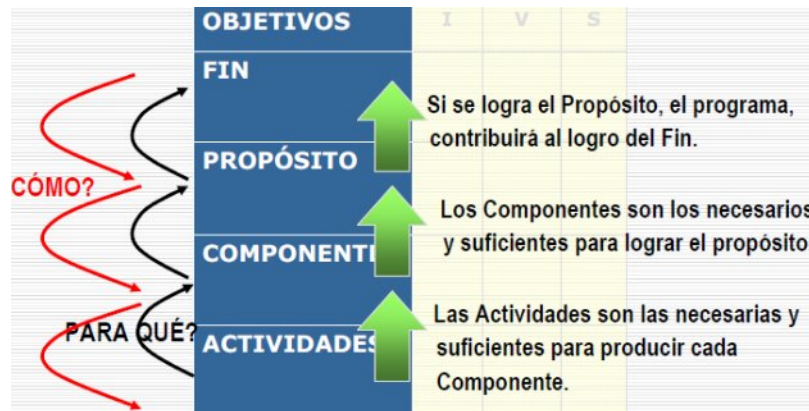 OBJETIVOS I V S
FIN
Si se logra el Propósito, el programa,
contribuirá al logro del Fin.
PROPÓSITO
CÓMO?
Los Componentes son los necesarios
y suficientes para lograr el propósito
COMPONENTE
Las Actividades son las necesarias y
PARA QUÉ?
ACTIVIDADES
suficientes para producir cada
Componente.